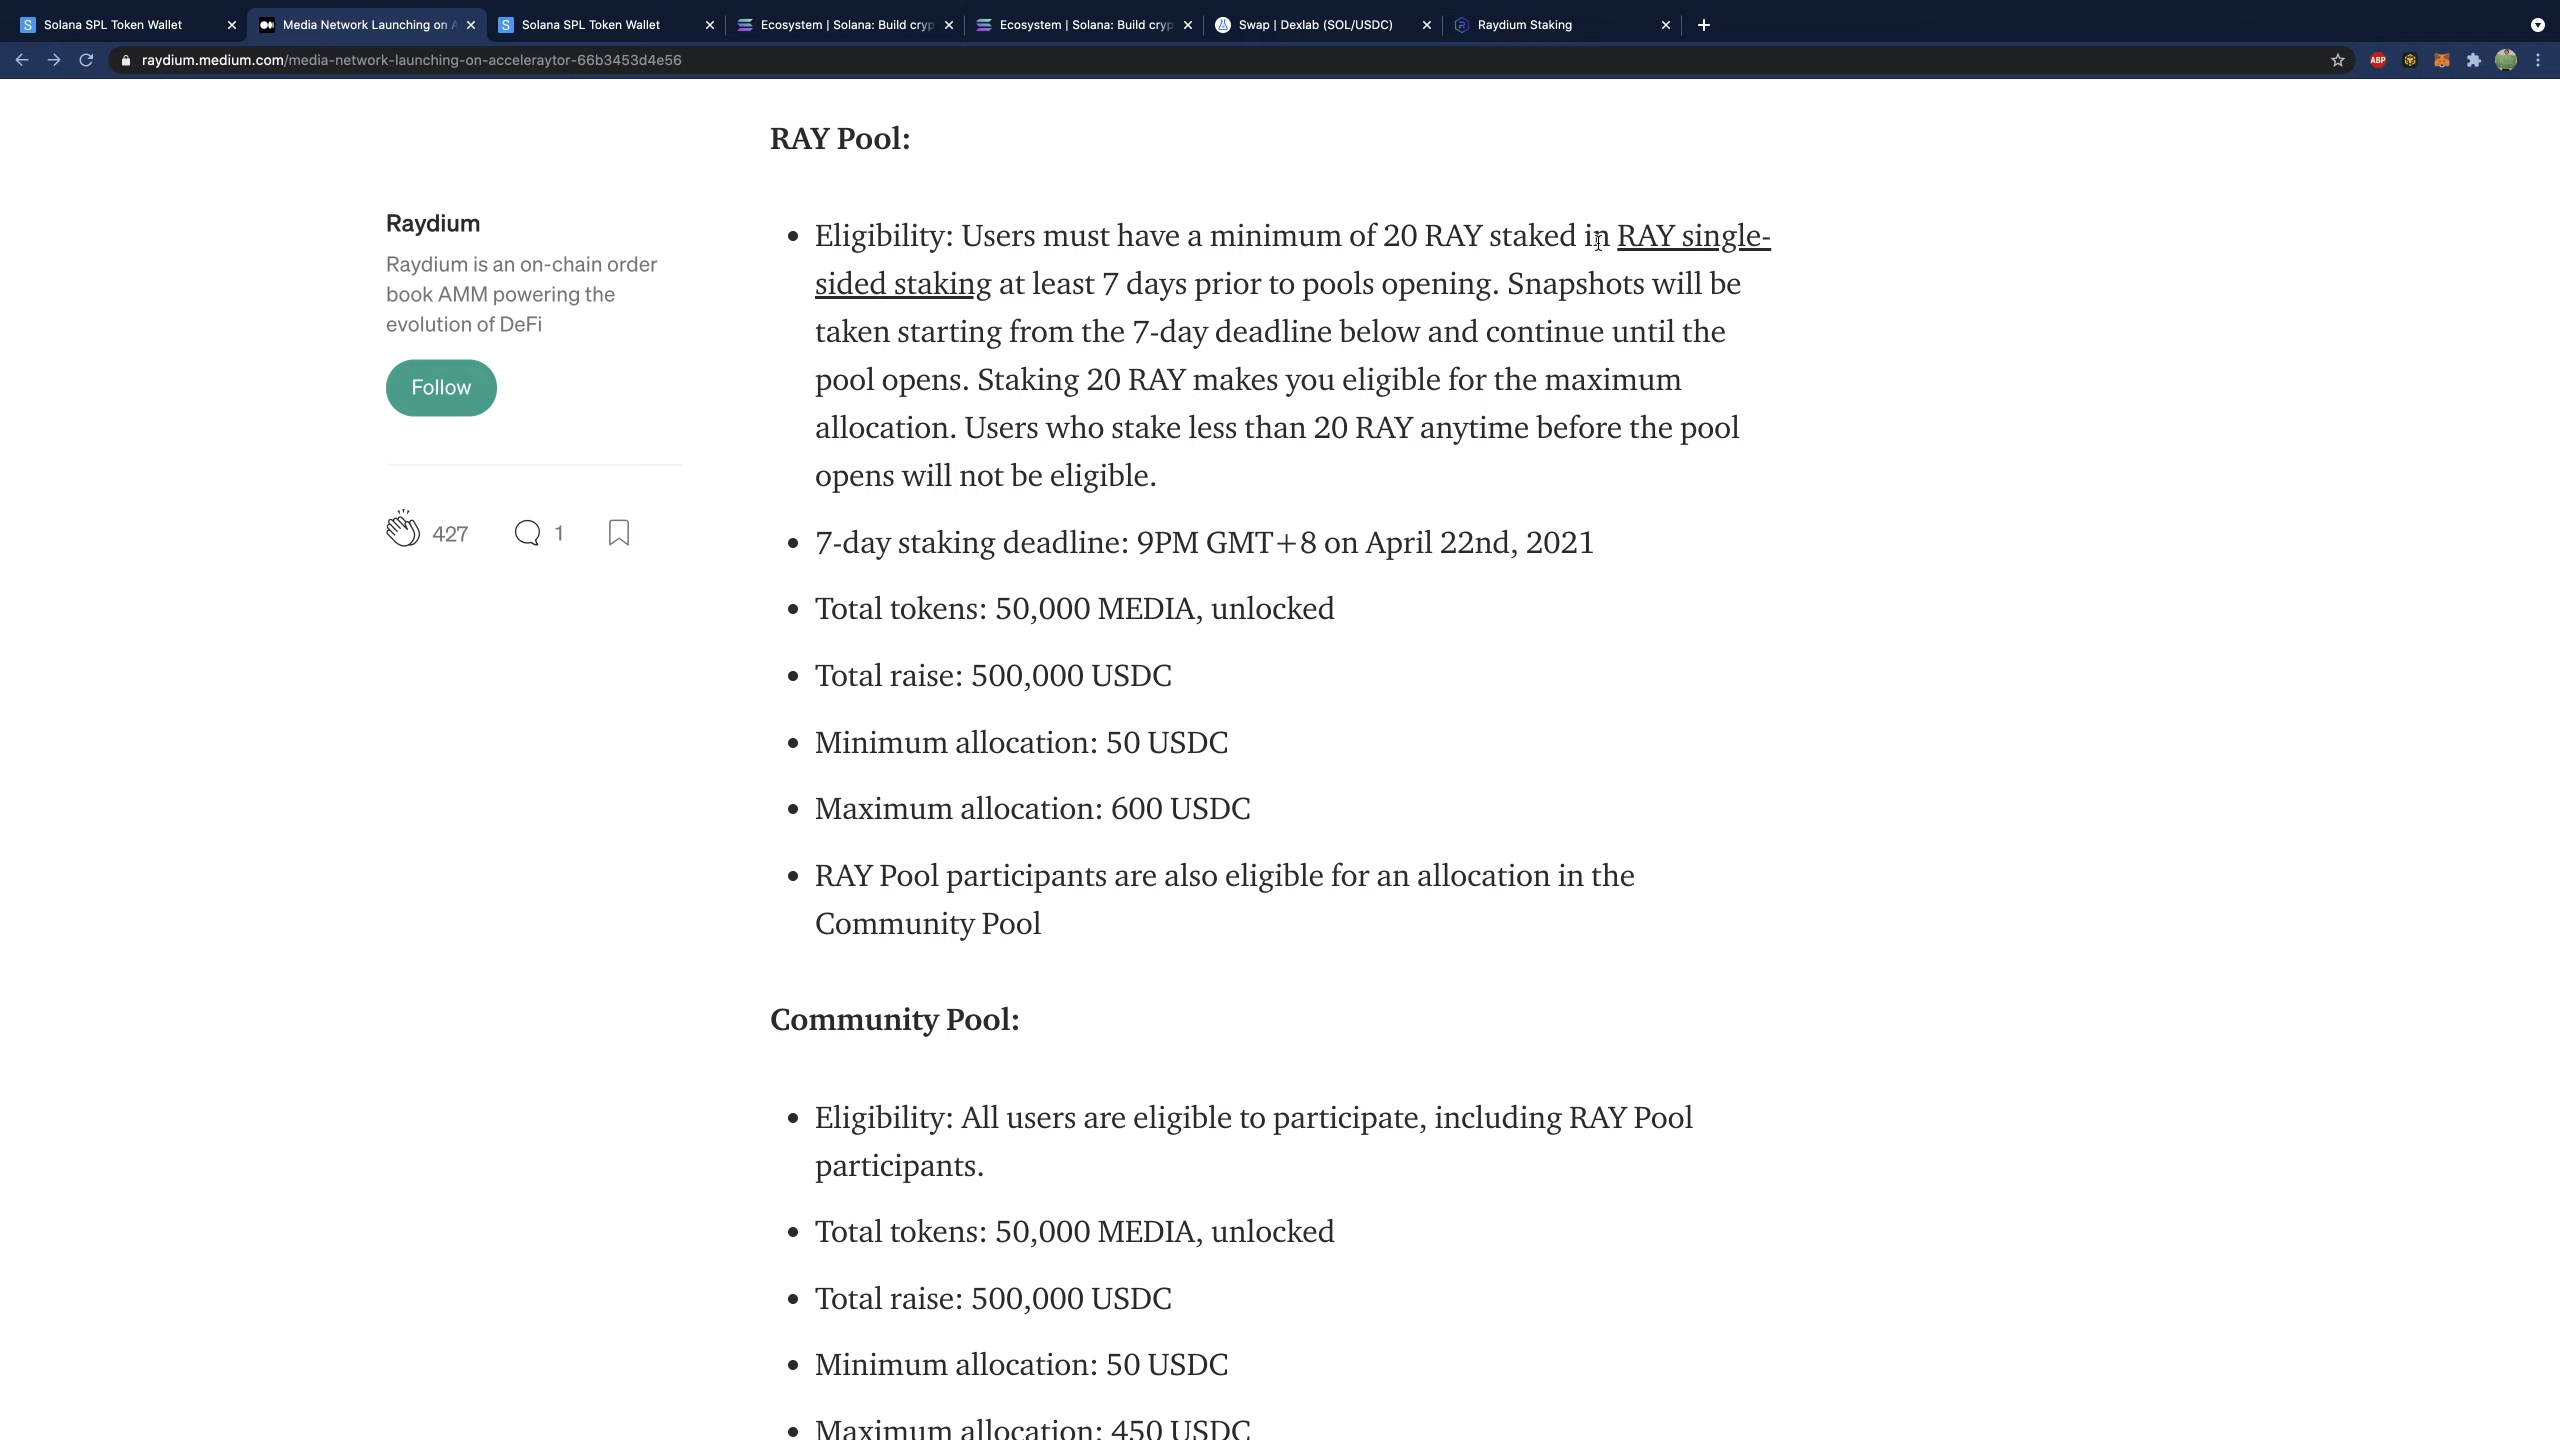 Solana SPL Token Wallet
Media Network Launching on A
Solana SPL Token Wallet
Ecosystem | Solana: Build cryp
Ecosystem | Solana: Build cryp
Swap | Dexlab (SOL/USDC)
Raydium Staking
raydium.medium.com/media-network-launching-on-acceleraytor-66b3453d4e56
ABP
Raydium
Raydium is an on-chain order
book AMM powering the
evolution of DeFi
Follow
427
1
RAY Pool:
Eligibility: Users must have a minimum of 20 RAY staked in RAY single-
sided staking at least 7 days prior to pools opening. Snapshots will be
taken starting from the 7-day deadline below and continue until the
pool opens. Staking 20 RAY makes you eligible for the maximum
allocation. Users who stake less than 20 RAY anytime before the pool
opens will not be eligible.
7-day staking deadline: 9PM GMT+8 on April 22nd, 2021
Total tokens: 50,000 MEDIA, unlocked
Total raise: 500,000 USDC
Minimum allocation: 50 USDC
Maximum allocation: 600 USDC
RAY Pool participants are also eligible for an allocation in the
Community Pool
Community Pool:
Eligibility: All users are eligible to participate, including RAY Pool
participants.
Total tokens: 50,000 MEDIA, unlocked
Total raise: 500,000 USDC
Minimum allocation: 50 USDC
Maximum allocation: 450 USDC